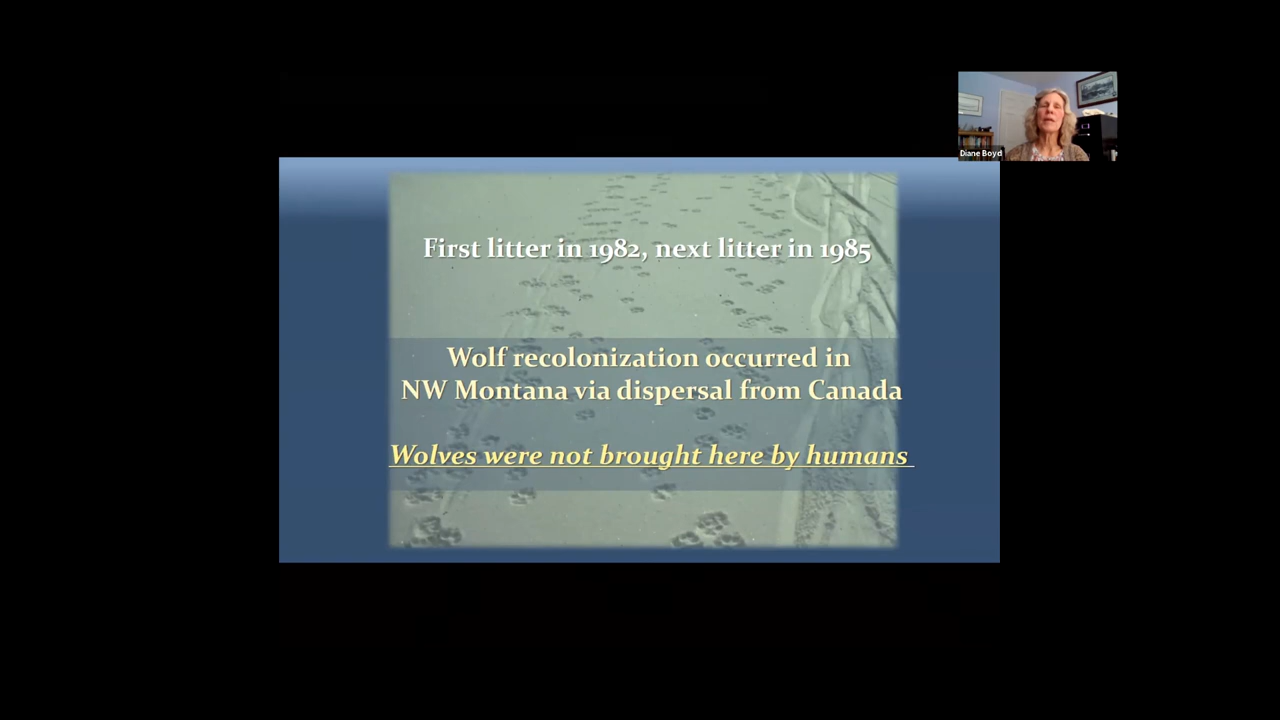 Diane Boyd
First litter in 1982, next litter in 1985
Wolf recolonization occurred in
NW Montana via dispersal from Canada
Wolves were not brought here by humans